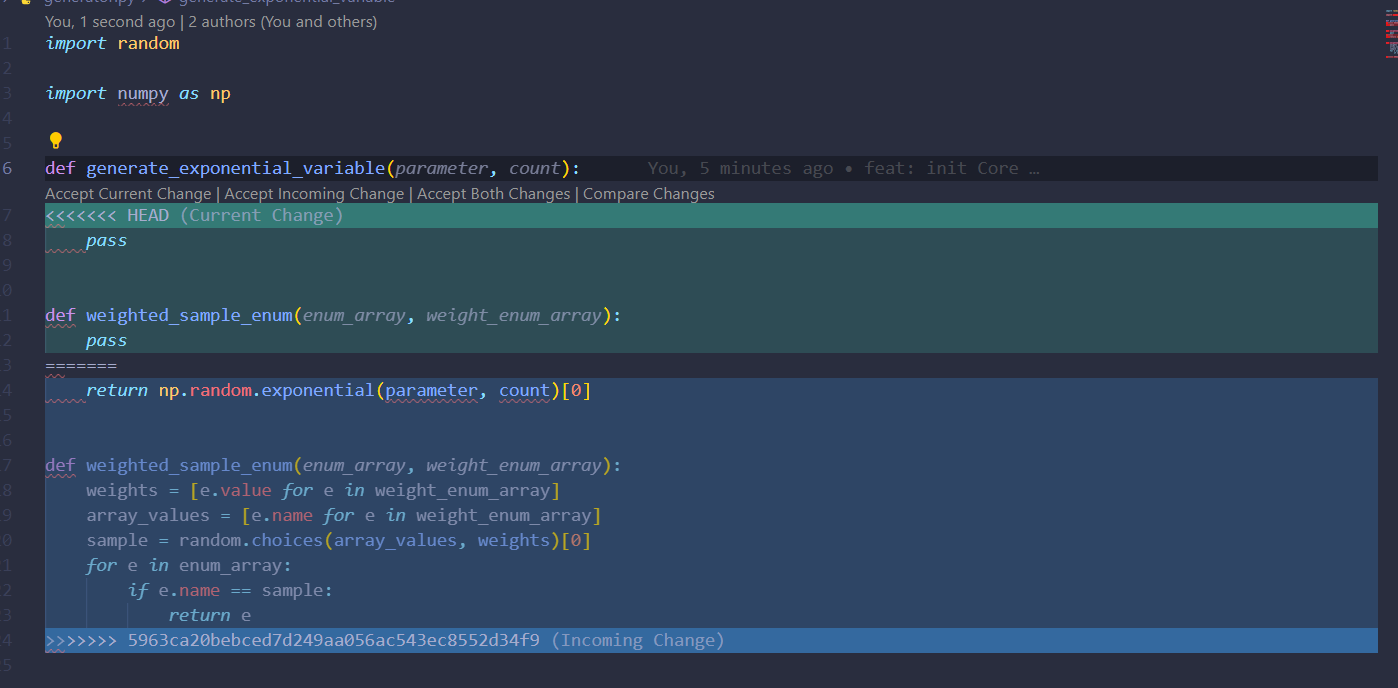 generator.py > generate_exponential_variable
You, 1 second ago | 2 authors (You and others)
1 import random
2
3 import numpy as np
4
5
6 def generate_exponential_variable(parameter, count): You, 5 minutes ago • feat: init Core …
Accept Current Change | Accept Incoming Change | Accept Both Changes | Compare Changes
7 <<<<<<< HEAD (Current Change)
8 pass
9
0
1 def weighted_sample_enum(enum_array, weight_enum_array):
2 pass
3 =======
4 return np.random.exponential(parameter, count)[0]
5
6
7 def weighted_sample_enum(enum_array, weight_enum_array):
8 weights = [e.value for e in weight_enum_array]
9 array_values = [e.name for e in weight_enum_array]
0 sample = random.choices(array_values, weights)[0]
1 for e in enum_array:
2 if e.name == sample:
3 return e
4 >>>>>>> 5963ca20bebced7d249aa056ac543ec8552d34f9 (Incoming Change)
5